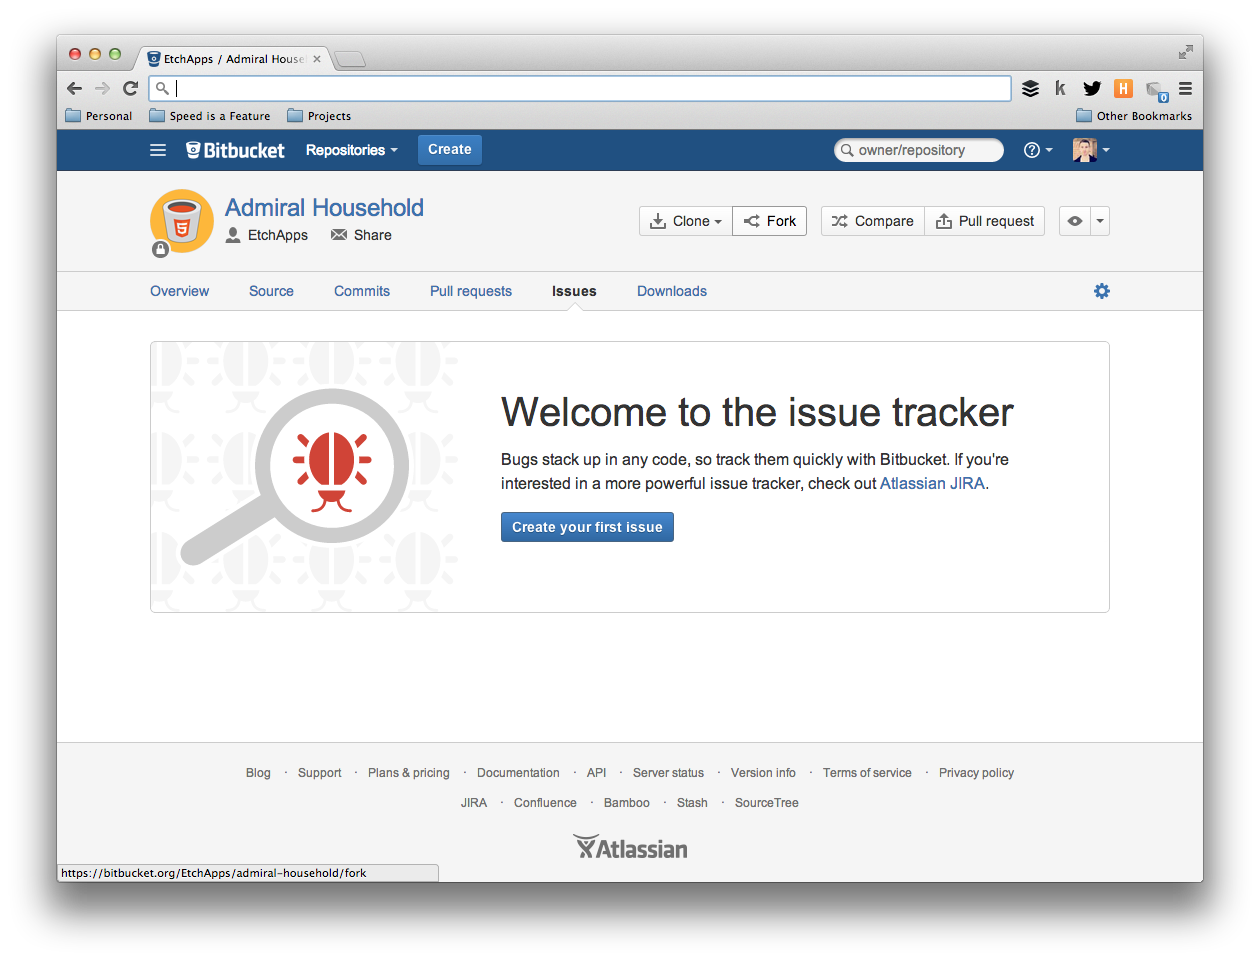 EtchApps / Admiral House
Personal Speed is a Feature Projects Other Bookmarks
Bitbucket Repositories Create owner/repository
Admiral Household
EtchApps Share
Clone Fork Compare Pull request
Overview Source Commits Pull requests Issues Downloads
Welcome to the issue tracker
Bugs stack up in any code, so track them quickly with Bitbucket. If you're
interested in a more powerful issue tracker, check out Atlassian JIRA.
Create your first issue
Blog · Support · Plans & pricing · Documentation · API · Server status · Version info · Terms of service · Privacy policy
JIRA · Confluence · Bamboo · Stash · SourceTree
Atlassian
https://bitbucket.org/EtchApps/admiral-household/fork